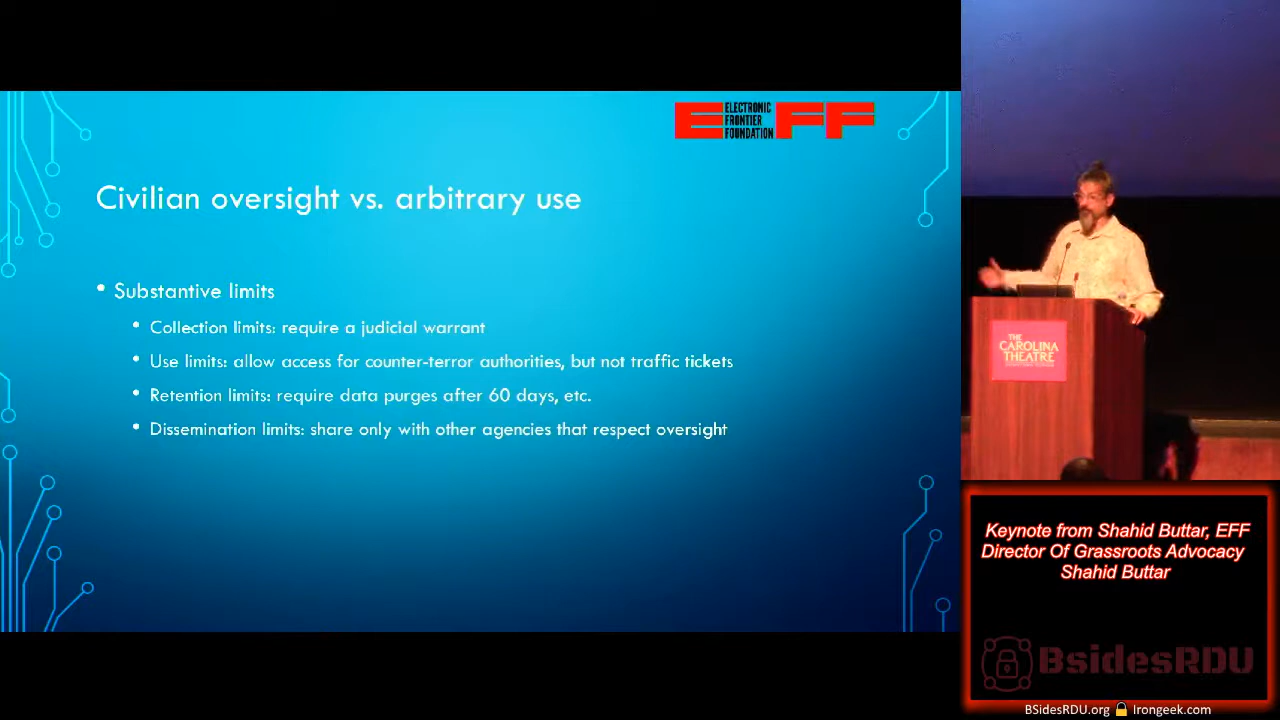 ELECTRONIC
FRONTIER
FOUNDATION
EFF
Civilian oversight vs. arbitrary use
• Substantive limits
• Collection limits: require a judicial warrant
• Use limits: allow access for counter-terror authorities, but not traffic tickets
• Retention limits: require data purges after 60 days, etc.
• Dissemination limits: share only with other agencies that respect oversight
THE
CAROLINA
THEATRE
Keynote from Shahid Buttar, EFF
Director Of Grassroots Advocacy
Shahid Buttar
BsidesRDU
BSidesRDU.org Irongeek.com